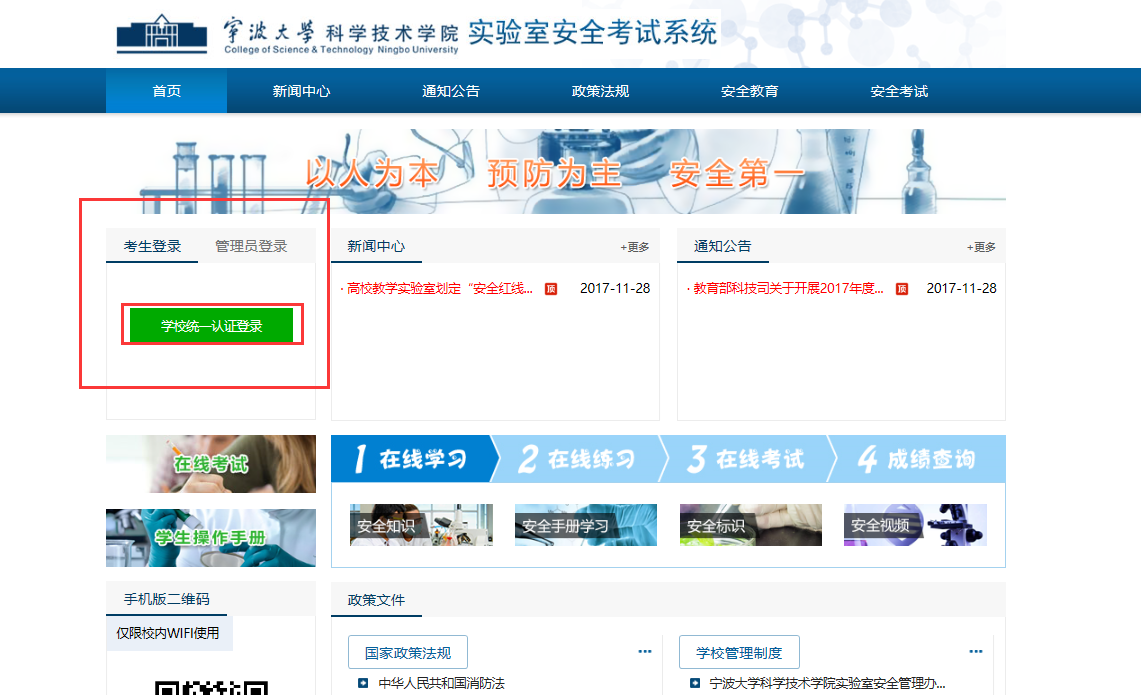 宁波大学 科学技术学院 实验室安全考试系统
College of Science & Technology Ningbo University
首页 新闻中心 通知公告 政策法规 安全教育 安全考试
以人为本 预防为主 安全第一
考生登录 管理员登录
学校统一认证登录
新闻中心 +更多
· 高校教学实验室划定“安全红线... 顶 2017-11-28
通知公告 +更多
· 教育部科技司关于开展2017年度... 顶 2017-11-28
在线考试
学生操作手册
1 在线学习 2 在线练习 3 在线考试 4 成绩查询
安全知识 安全手册学习 安全标识 安全视频
手机版二维码
仅限校内WIFI使用
政策文件
国家政策法规 ···
中华人民共和国消防法
学校管理制度 ···
宁波大学科学技术学院实验室安全管理办...